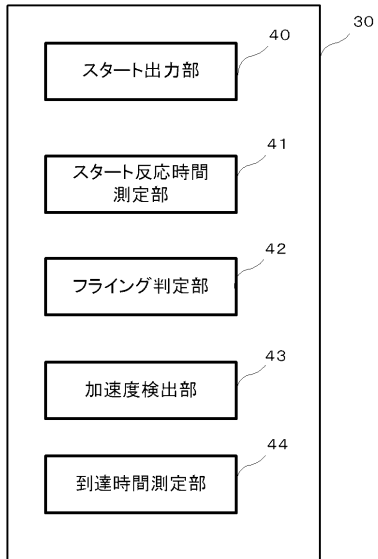 40
30
スタート出力部
41
スタート反応時間
測定部
42
フライング判定部
43
加速度検出部
44
到達時間測定部